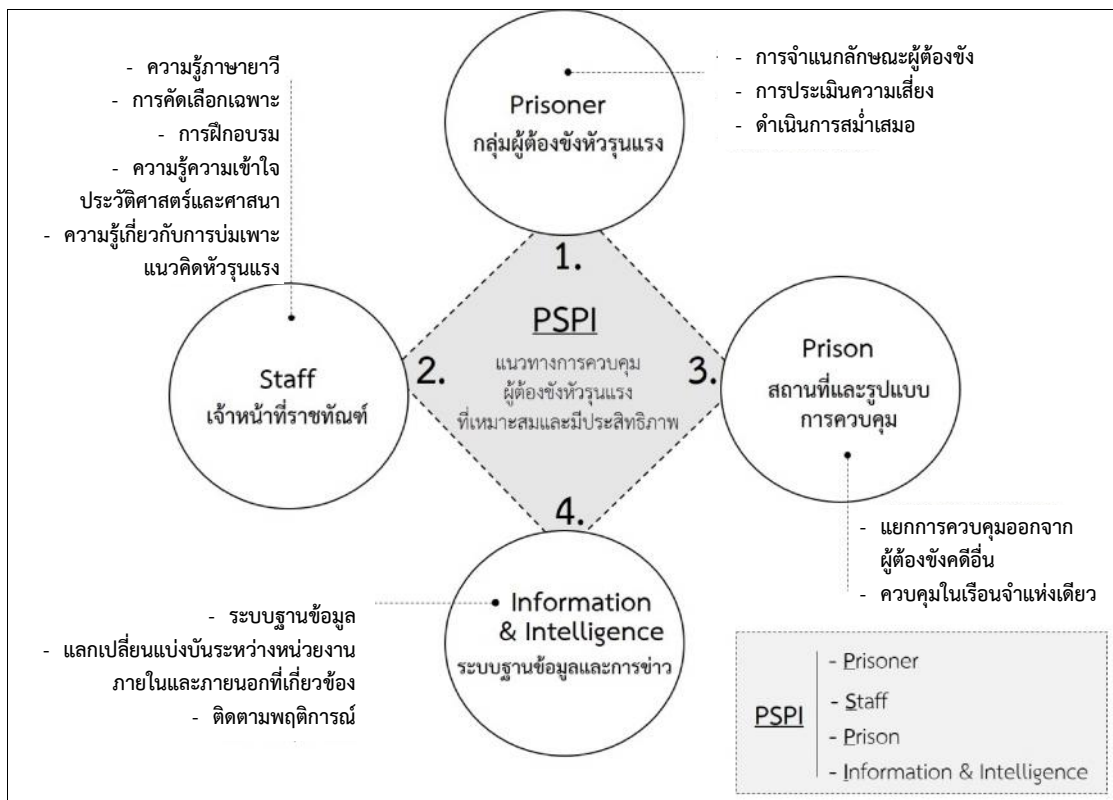 - ความรู้ภาษายาวี
- การคัดเลือกเฉพาะ
- การฝึกอบรม
- ความรู้ความเข้าใจ
ประวัติศาสตร์และศาสนา
- ความรู้เกี่ยวกับการบ่มเพาะ
แนวคิดหัวรุนแรง
Prisoner
กลุ่มผู้ต้องขังหัวรุนแรง
- การจำแนกลักษณะผู้ต้องขัง
- การประเมินความเสี่ยง
- ดำเนินการสม่ำเสมอ
1.
PSPI
แนวทางการควบคุม
ผู้ต้องขังหัวรุนแรง
ที่เหมาะสมและมีประสิทธิภาพ
2.
Staff
เจ้าหน้าที่ราชทัณฑ์
3.
Prison
สถานที่และรูปแบบ
การควบคุม
- แยกการควบคุมออกจาก
ผู้ต้องขังคดีอื่น
- ควบคุมในเรือนจำแห่งเดียว
4.
Information
& Intelligence
ระบบฐานข้อมูลและการข่าว
- ระบบฐานข้อมูล
- แลกเปลี่ยนแบ่งบันระหว่างหน่วยงาน
ภายในและภายนอกที่เกี่ยวข้อง
- ติดตามพฤติการณ์
PSPI
- Prisoner
- Staff
- Prison
- Information & Intelligence